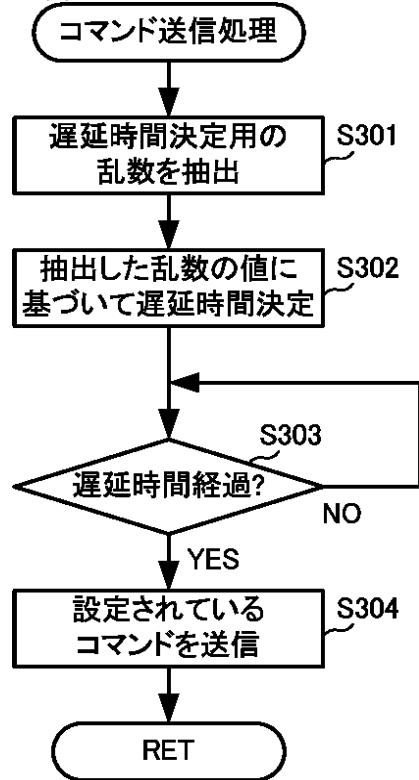 コマンド送信処理
遅延時間決定用の
乱数を抽出
S301
抽出した乱数の値に
基づいて遅延時間決定
S302
S303
遅延時間経過?
NO
YES
設定されている
コマンドを送信
S304
RET